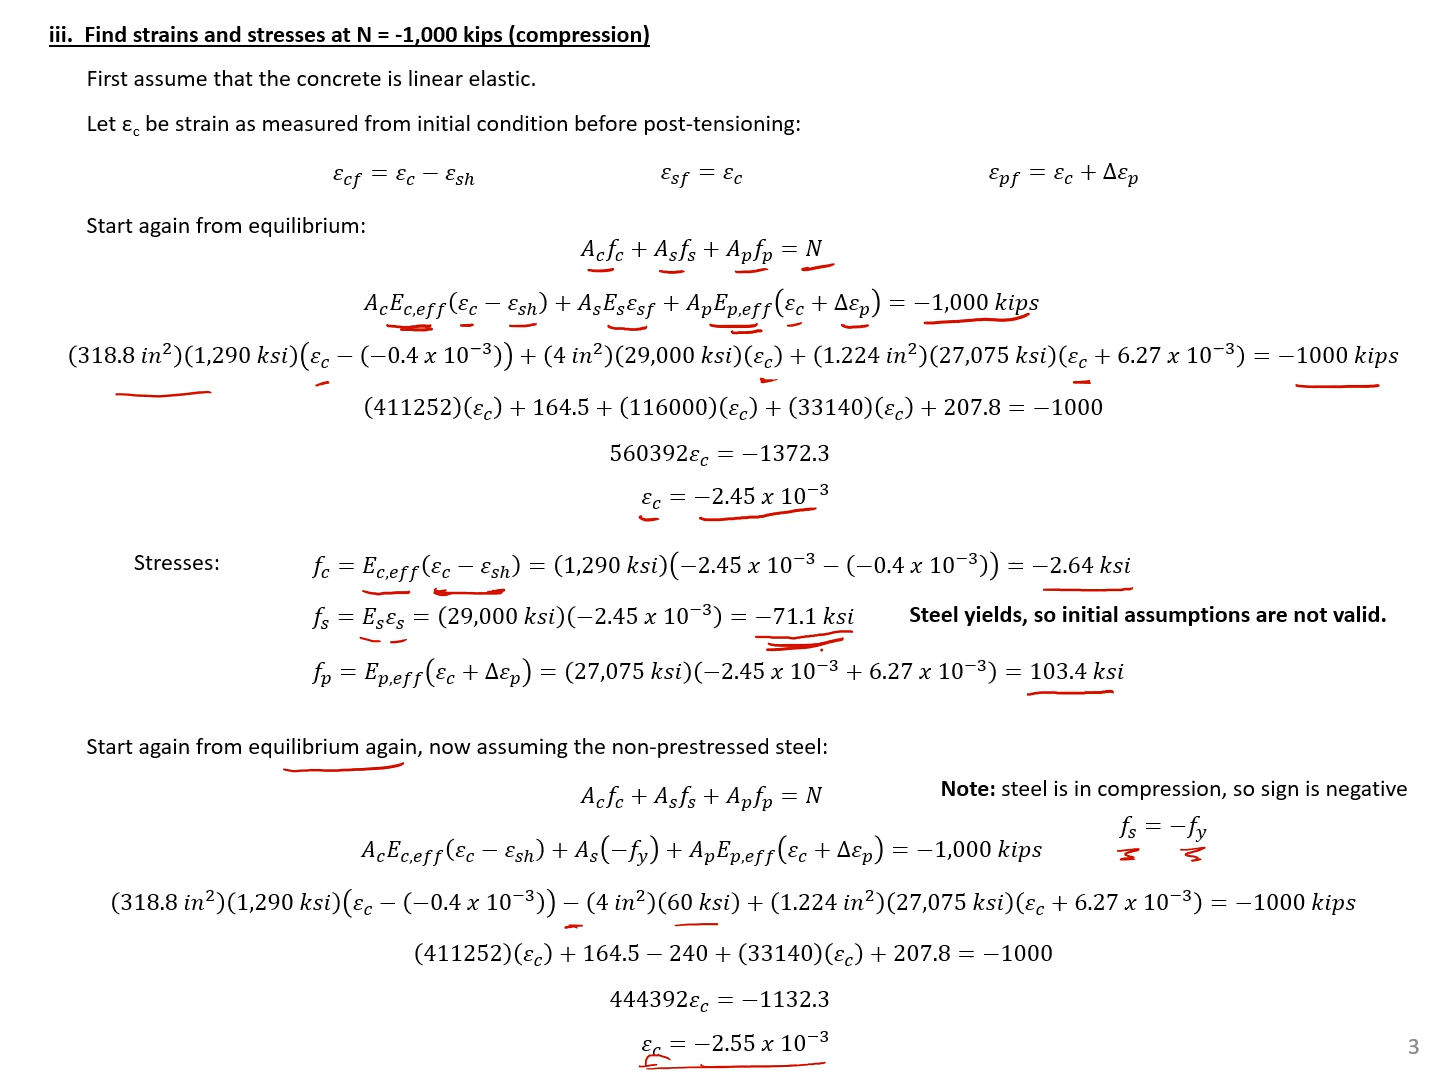 iii. Find strains and stresses at N = -1,000 kips (compression)
First assume that the concrete is linear elastic.
Let ε_c be strain as measured from initial condition before post-tensioning:
ε_cf = ε_c − ε_sh ε_sf = ε_c ε_pf = ε_c + Δε_p
Start again from equilibrium:
A_c f_c + A_s f_s + A_p f_p = N
A_c E_c,eff (ε_c − ε_sh) + A_s E_s ε_sf + A_p E_p,eff (ε_c + Δε_p) = −1,000 kips
(318.8 in²)(1,290 ksi)(ε_c − (−0.4 x 10⁻³)) + (4 in²)(29,000 ksi)(ε_c) + (1.224 in²)(27,075 ksi)(ε_c + 6.27 x 10⁻³) = −1000 kips
(411252)(ε_c) + 164.5 + (116000)(ε_c) + (33140)(ε_c) + 207.8 = −1000
560392ε_c = −1372.3
ε_c = −2.45 x 10⁻³
Stresses: f_c = E_c,eff (ε_c − ε_sh) = (1,290 ksi)(−2.45 x 10⁻³ − (−0.4 x 10⁻³)) = −2.64 ksi
f_s = E_s ε_s = (29,000 ksi)(−2.45 x 10⁻³) = −71.1 ksi Steel yields, so initial assumptions are not valid.
f_p = E_p,eff (ε_c + Δε_p) = (27,075 ksi)(−2.45 x 10⁻³ + 6.27 x 10⁻³) = 103.4 ksi
Start again from equilibrium again, now assuming the non-prestressed steel:
A_c f_c + A_s f_s + A_p f_p = N
Note: steel is in compression, so sign is negative
f_s = −f_y
A_c E_c,eff (ε_c − ε_sh) + A_s (−f_y) + A_p E_p,eff (ε_c + Δε_p) = −1,000 kips
(318.8 in²)(1,290 ksi)(ε_c − (−0.4 x 10⁻³)) − (4 in²)(60 ksi) + (1.224 in²)(27,075 ksi)(ε_c + 6.27 x 10⁻³) = −1000 kips
(411252)(ε_c) + 164.5 − 240 + (33140)(ε_c) + 207.8 = −1000
444392ε_c = −1132.3
ε_c = −2.55 x 10⁻³
3